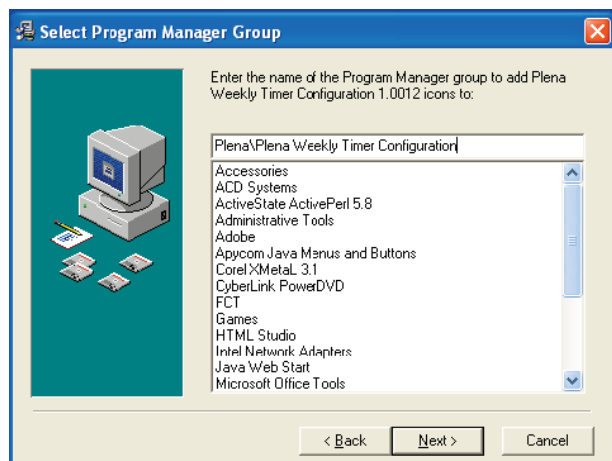 Select Program Manager Group
Enter the name of the Program Manager group to add Plena
Weekly Timer Configuration 1.0012 icons to:
Plena\Plena Weekly Timer Configuration
Accessories
ACD Systems
ActiveState ActivePerl 5.8
Administrative Tools
Adobe
Apycom Java Menus and Buttons
Corel XMetaL 3.1
CyberLink PowerDVD
FCT
Games
HTML Studio
Intel Network Adapters
Java Web Start
Microsoft Office Tools
< Back
Next >
Cancel